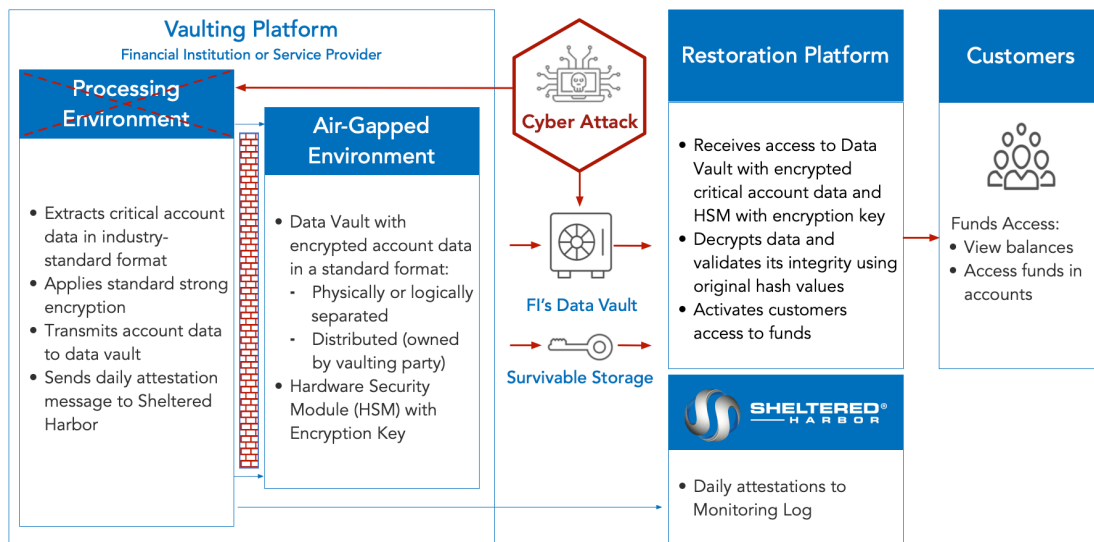 Vaulting Platform
Financial Institution or Service Provider
Processing
Environment
• Extracts critical account
data in industry-
standard format
• Applies standard strong
encryption
• Transmits account data
to data vault
• Sends daily attestation
message to Sheltered
Harbor
Air-Gapped
Environment
• Data Vault with
encrypted account data
in a standard format:
- Physically or logically
separated
- Distributed (owned
by vaulting party)
• Hardware Security
Module (HSM) with
Encryption Key
Cyber Attack
FI's Data Vault
Survivable Storage
Restoration Platform
• Receives access to Data
Vault with encrypted
critical account data and
HSM with encryption key
• Decrypts data and
validates its integrity using
original hash values
• Activates customers
access to funds
SHELTERED®
HARBOR
• Daily attestations to
Monitoring Log
Customers
Funds Access:
• View balances
• Access funds in
accounts